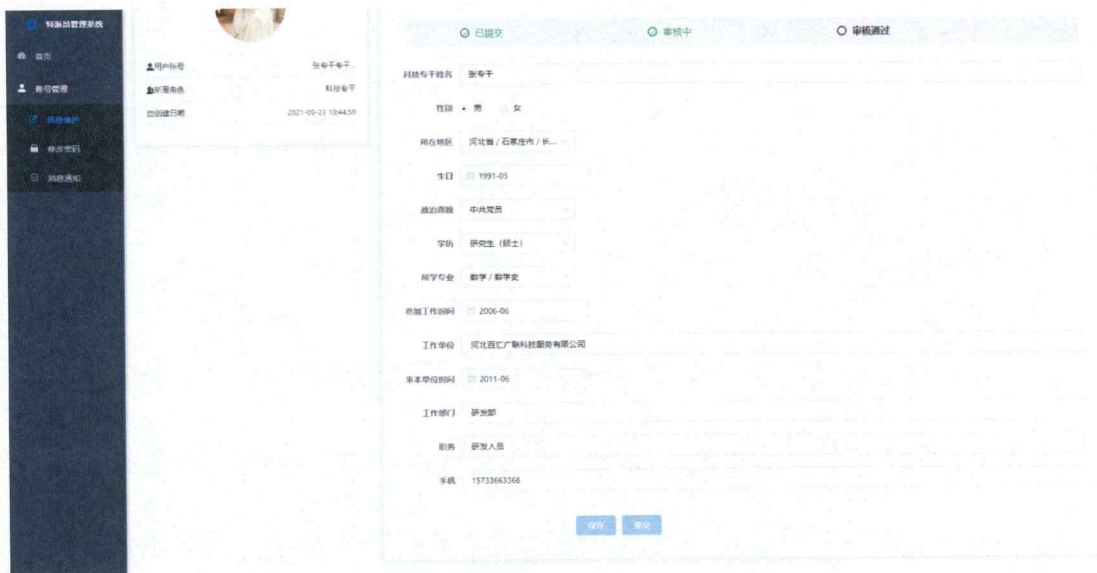 特派员管理系统
首页
账号管理
信息维护
修改密码
消息通知
用户账号 张专干专干...
所属角色 科技专干
创建日期 2021-09-23 10:44:59
已提交 审核中 审核通过
科技专干姓名 张专干
性别 男 女
所在地区 河北省 / 石家庄市 / 长...
生日 1991-05
政治面貌 中共党员
学历 研究生（硕士）
所学专业 数学 / 数学史
参加工作时间 2006-06
工作单位 河北百汇广联科技服务有限公司
来本单位时间 2011-06
工作部门 研发部
职务 研发人员
手机 15733663366
保存 提交